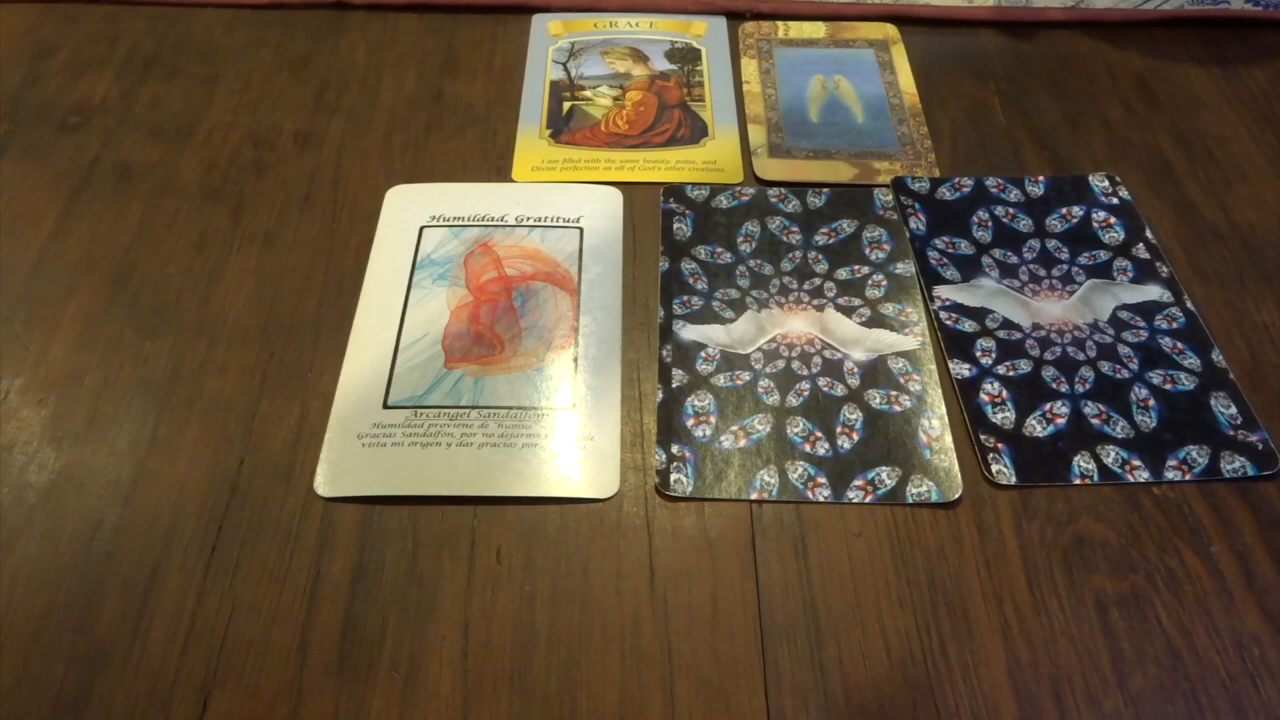 GRACE
I am filled with the same beauty, poise, and
Divine perfection as all of God's other creations.
Humildad, Gratitud
Arcángel Sandalfón
Humildad proviene de "humus"
Gracias Sandalfón, por no dejarme
vista mi origen y dar gracias por